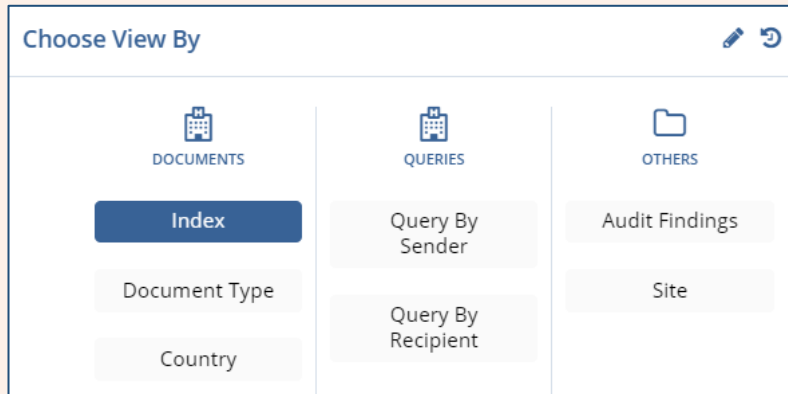 Choose View By
DOCUMENTS
Index
Document Type
Country
QUERIES
Query By
Sender
Query By
Recipient
OTHERS
Audit Findings
Site